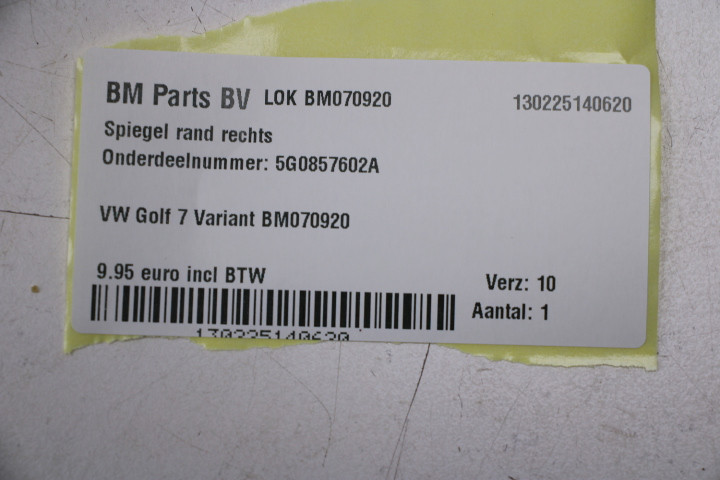 BM Parts BV LOK BM070920 130225140620
Spiegel rand rechts
Onderdeelnummer: 5G0857602A
VW Golf 7 Variant BM070920
9.95 euro incl BTW
Verz: 10
Aantal: 1
130225140620